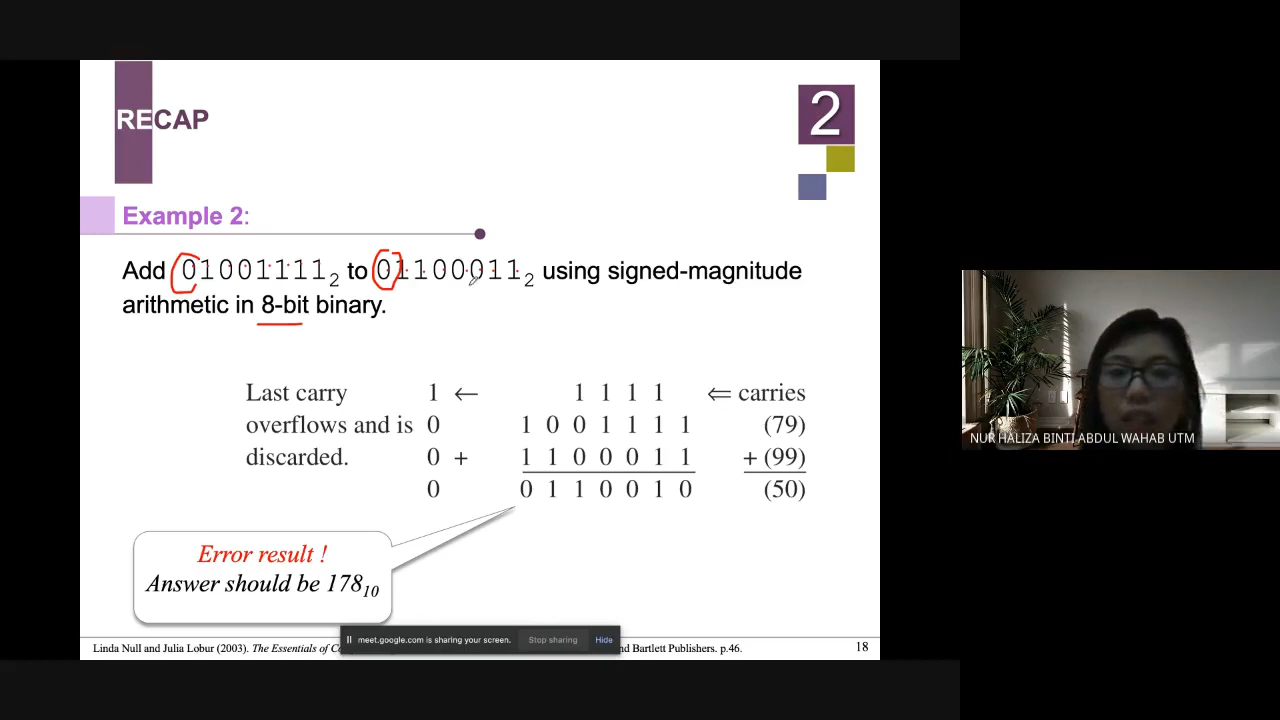 RECAP
2
Example 2:
Add 01001111₂ to 01100011₂ using signed-magnitude
arithmetic in 8-bit binary.
Last carry 1 ← 1 1 1 1 ⇐ carries
overflows and is 0 1 0 0 1 1 1 1 (79)
discarded. 0 + 1 1 0 0 0 1 1 + (99)
0 0 1 1 0 0 1 0 (50)
Error result !
Answer should be 178₁₀
NUR HALIZA BINTI ABDUL WAHAB UTM
meet.google.com is sharing your screen. Stop sharing Hide
Linda Null and Julia Lobur (2003). The Essentials of nd Bartlett Publishers. p.46. 18